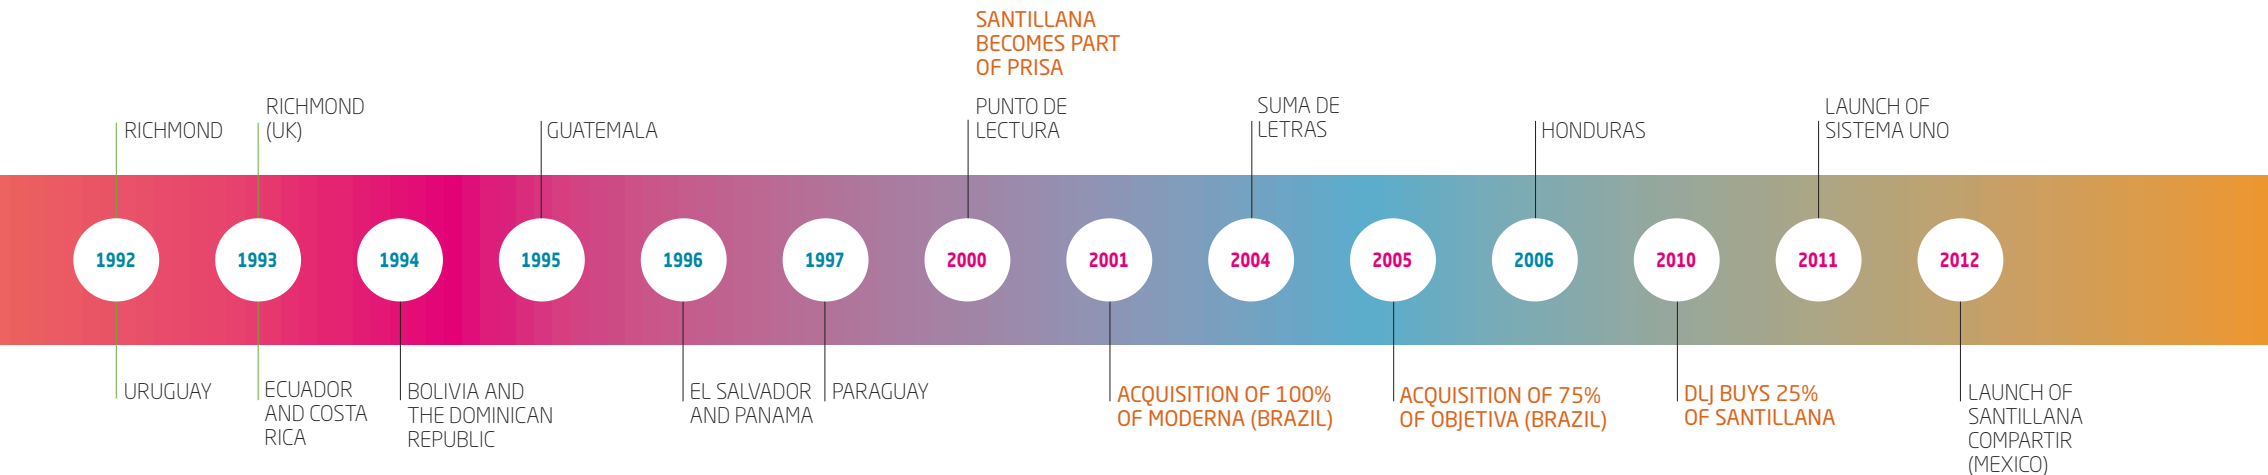 SANTILLANA
BECOMES PART
OF PRISA
RICHMOND
RICHMOND
(UK)
GUATEMALA
PUNTO DE
LECTURA
SUMA DE
LETRAS
HONDURAS
LAUNCH OF
SISTEMA UNO
1992
1993
1994
1995
1996
1997
2000
2001
2004
2005
2006
2010
2011
2012
URUGUAY
ECUADOR
AND COSTA
RICA
BOLIVIA AND
THE DOMINICAN
REPUBLIC
EL SALVADOR
AND PANAMA
PARAGUAY
ACQUISITION OF 100%
OF MODERNA (BRAZIL)
ACQUISITION OF 75%
OF OBJETIVA (BRAZIL)
DLJ BUYS 25%
OF SANTILLANA
LAUNCH OF
SANTILLANA
COMPARTIR
(MEXICO)